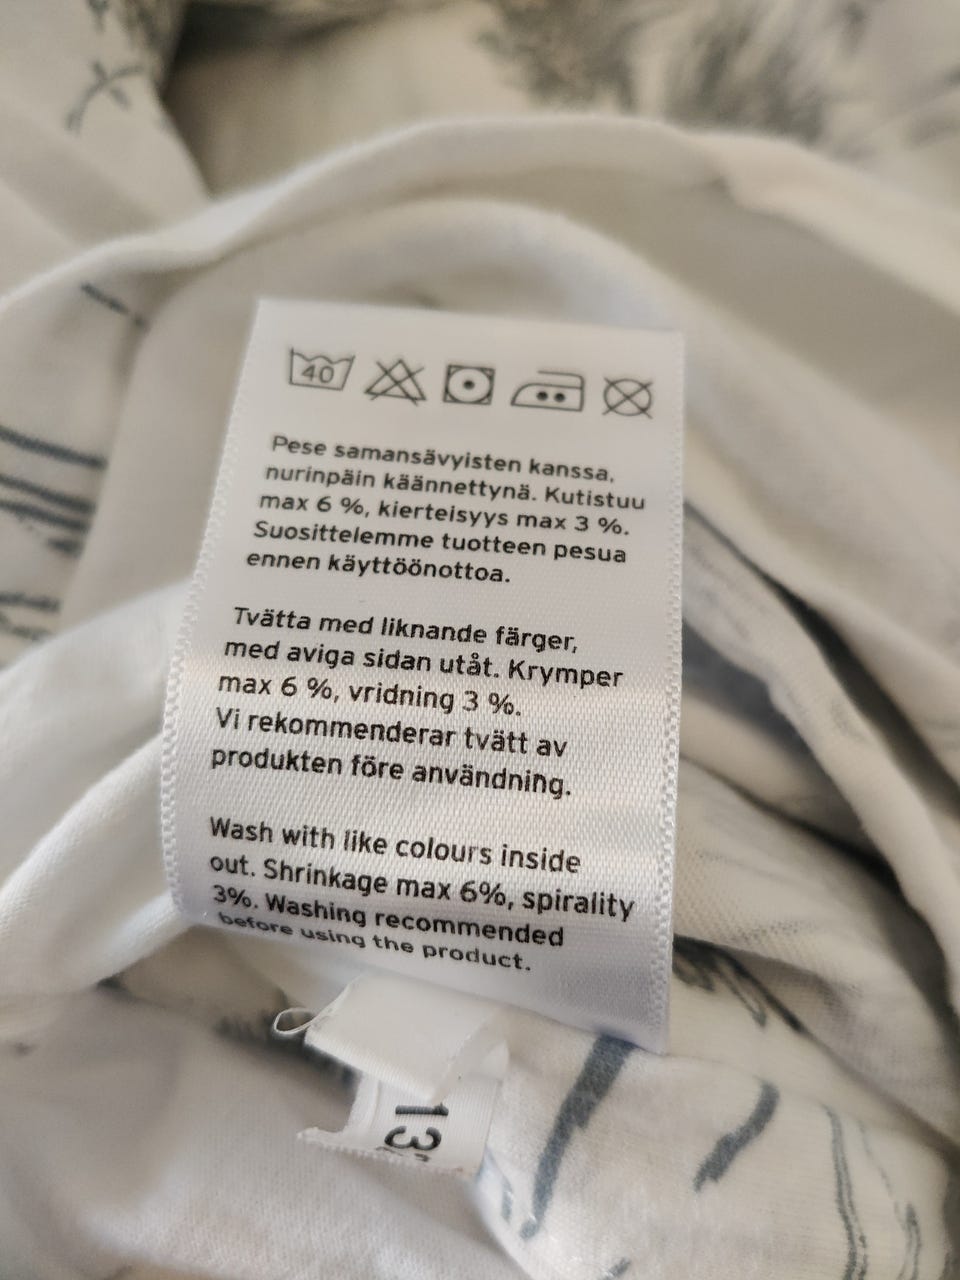 40
Pese samansävyisten kanssa,
nurinpäin käännettynä. Kutistuu
max 6 %, kierteisyys max 3 %.
Suosittelemme tuotteen pesua
ennen käyttöönottoa.
Tvätta med liknande färger,
med aviga sidan utåt. Krymper
max 6 %, vridning 3 %.
Vi rekommenderar tvätt av
produkten före användning.
Wash with like colours inside
out. Shrinkage max 6%, spirality
3%. Washing recommended
before using the product.
13